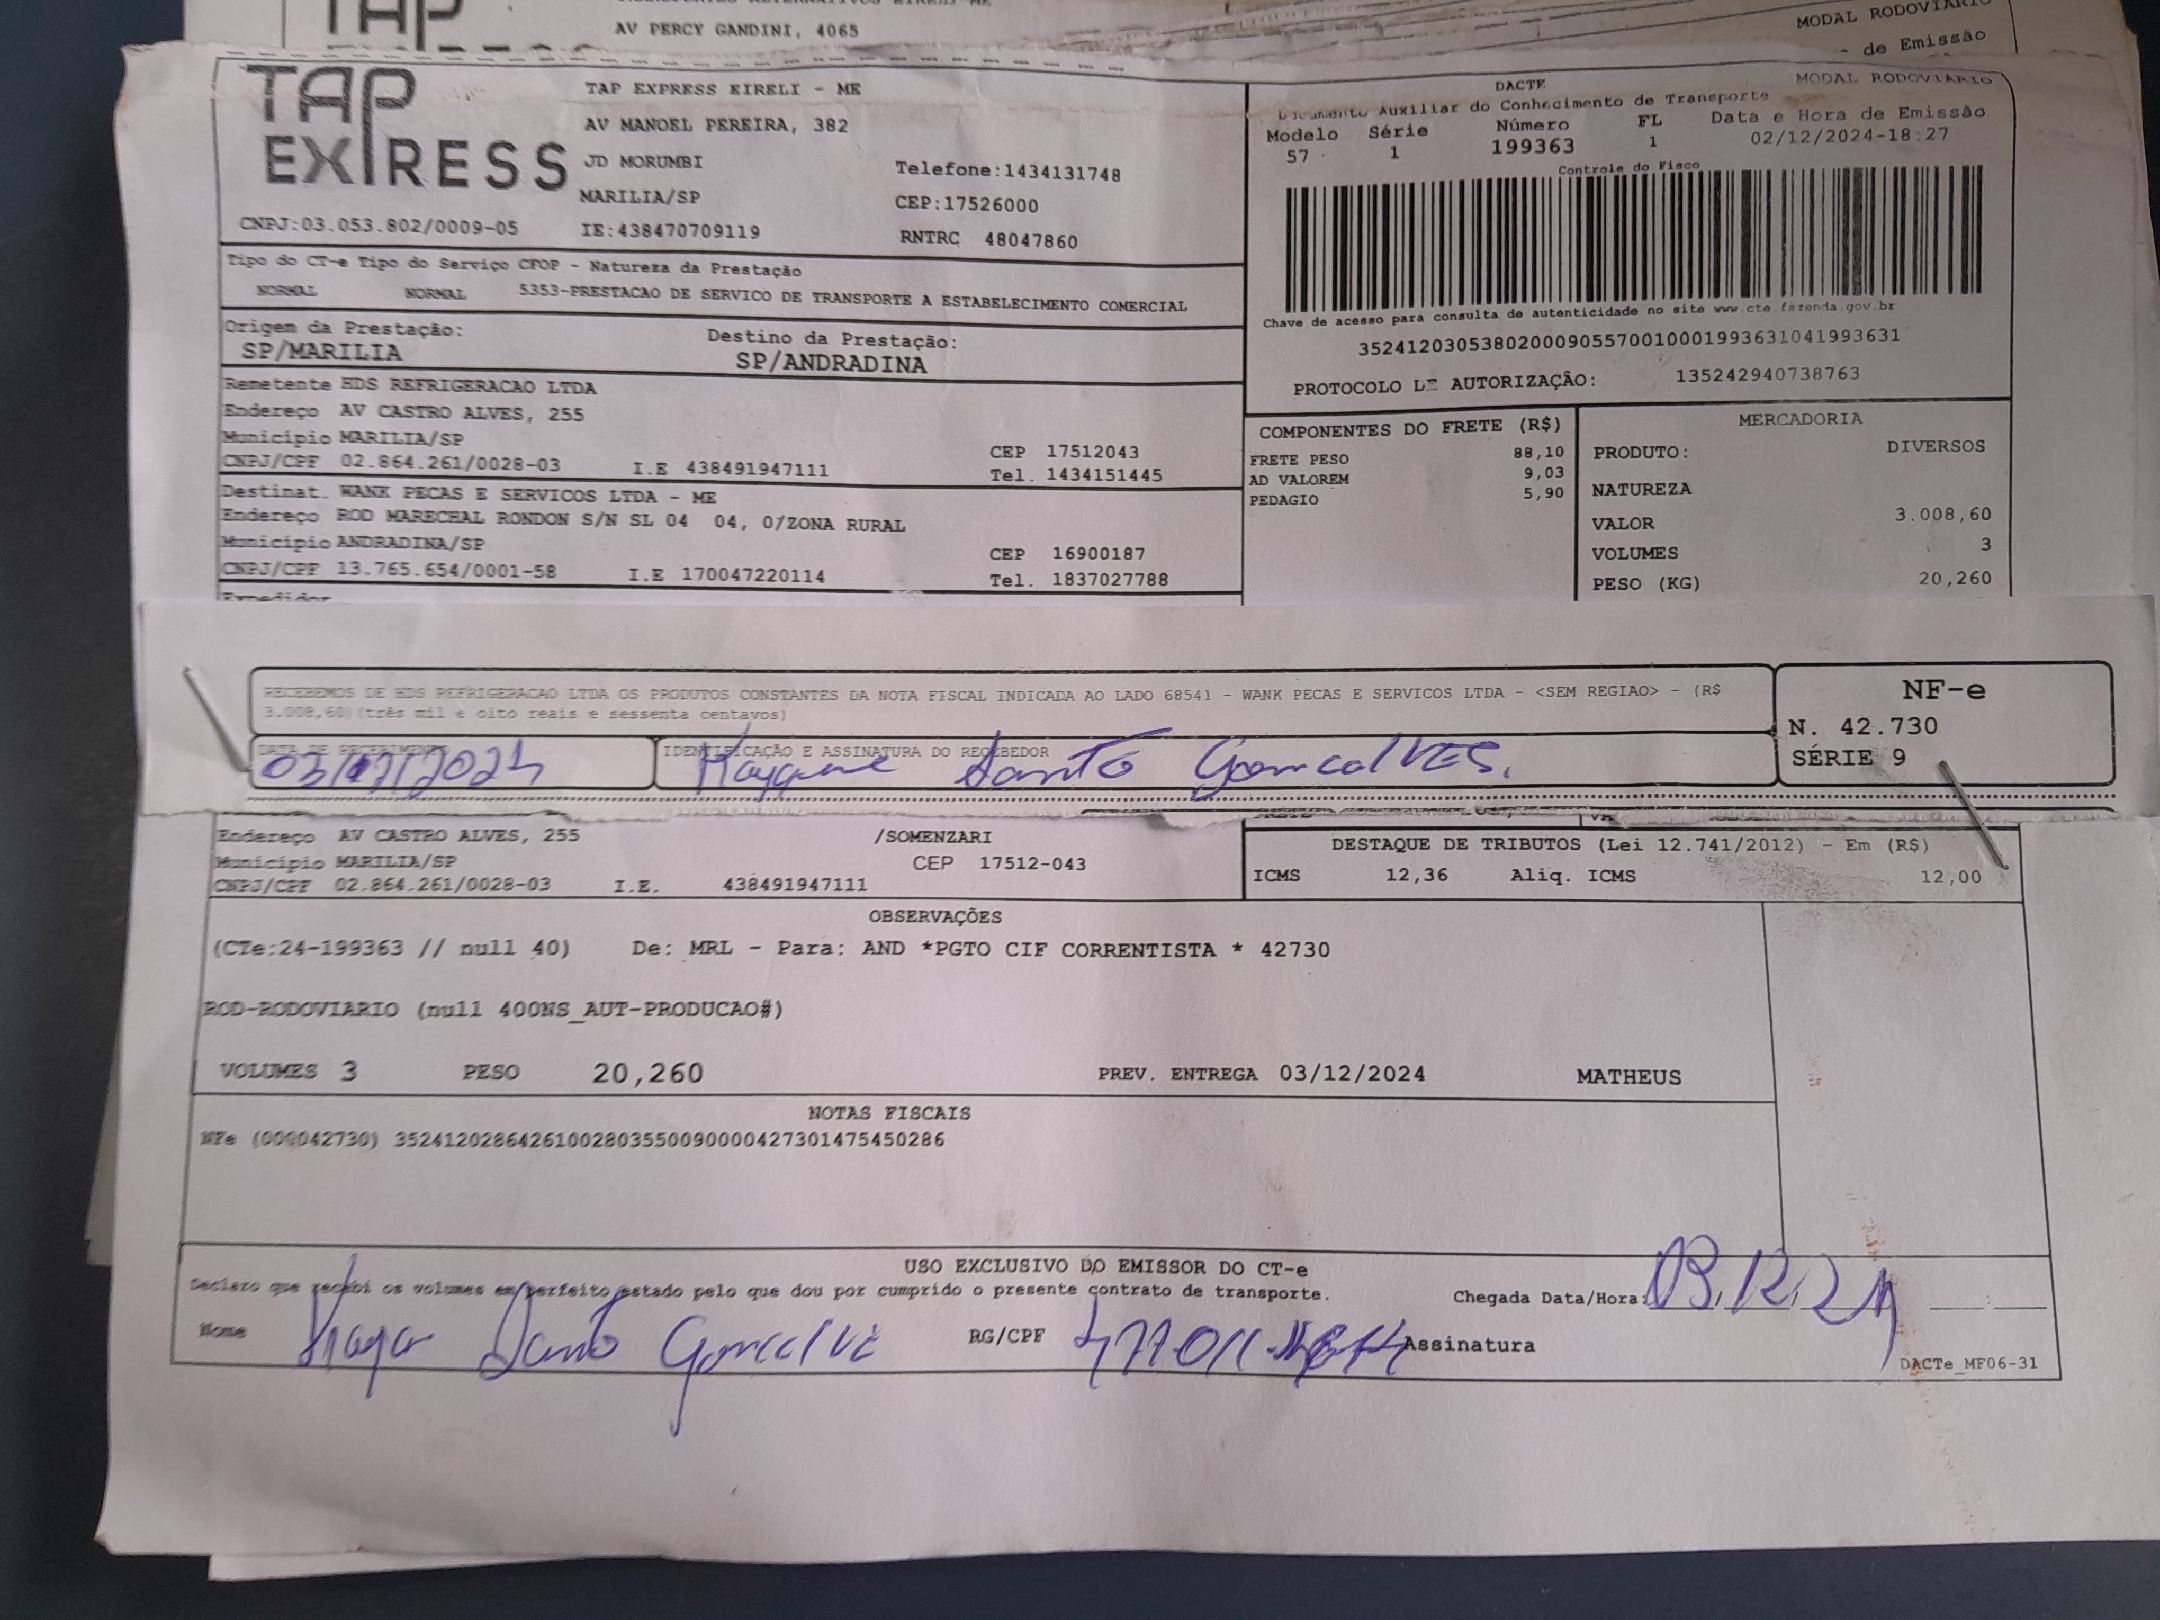 TAP
AV PERCY GANDINI, 4065
MODAL RODOVIARIO
de Emissão
TAP EXPRESS
TAP EXPRESS EIRELI - ME
AV MANOEL PEREIRA, 382
JD MORUMBI Telefone:1434131748
MARILIA/SP CEP:17526000
CNPJ:03.053.802/0009-05 IE:438470709119 RNTRC 48047860
DACTE MODAL RODOVIARIO
Documento Auxiliar do Conhecimento de Transporte
Modelo Série Número FL Data e Hora de Emissão
57 1 199363 1 02/12/2024-18:27
Controle do Fisco
Chave de acesso para consulta de autenticidade no site www.cte.fazenda.gov.br
35241203053802000905570010001993631041993631
PROTOCOLO DE AUTORIZAÇÃO: 135242940738763
Tipo do CT-e Tipo do Serviço CFOP - Natureza da Prestação
NORMAL NORMAL 5353-PRESTACAO DE SERVICO DE TRANSPORTE A ESTABELECIMENTO COMERCIAL
Origem da Prestação: Destino da Prestação:
SP/MARILIA SP/ANDRADINA
Remetente HDS REFRIGERACAO LTDA
Endereço AV CASTRO ALVES, 255
Município MARILIA/SP CEP 17512043
CNPJ/CPF 02.864.261/0028-03 I.E 438491947111 Tel. 1434151445
Destinat. WANK PECAS E SERVICOS LTDA - ME
Endereço ROD MARECHAL RONDON S/N SL 04 04, 0/ZONA RURAL
Município ANDRADINA/SP CEP 16900187
CNPJ/CPF 13.765.654/0001-58 I.E 170047220114 Tel. 1837027788
Expedidor
COMPONENTES DO FRETE (R$)
FRETE PESO 88,10
AD VALOREM 9,03
PEDAGIO 5,90
MERCADORIA
PRODUTO: DIVERSOS
NATUREZA
VALOR 3.008,60
VOLUMES 3
PESO (KG) 20,260
RECEBEMOS DE HDS REFRIGERACAO LTDA OS PRODUTOS CONSTANTES DA NOTA FISCAL INDICADA AO LADO 68541 - WANK PECAS E SERVICOS LTDA - <SEM REGIAO> - (R$
3.008,60)(três mil e oito reais e sessenta centavos)
DATA DE RECEBIMENTO IDENTIFICAÇÃO E ASSINATURA DO RECEBEDOR
03/12/2024 Kayque Santo Goncalves.
NF-e
N. 42.730
SÉRIE 9
Endereço AV CASTRO ALVES, 255 /SOMENZARI
Município MARILIA/SP CEP 17512-043
CNPJ/CPF 02.864.261/0028-03 I.E. 438491947111
DESTAQUE DE TRIBUTOS (Lei 12.741/2012) - Em (R$)
ICMS 12,36 Aliq. ICMS 12,00
OBSERVAÇÕES
(CTe:24-199363 // null 40) De: MRL - Para: AND *PGTO CIF CORRENTISTA * 42730
ROD-RODOVIARIO (null 400NS_AUT-PRODUCAO#)
VOLUMES 3 PESO 20,260 PREV. ENTREGA 03/12/2024 MATHEUS
NOTAS FISCAIS
NFe (000042730) 35241202864261002803550090000427301475450286
USO EXCLUSIVO DO EMISSOR DO CT-e
Declaro que recebi os volumes em perfeito estado pelo que dou por cumprido o presente contrato de transporte.
Chegada Data/Hora: 03.12.24 ___:___
Nome Santo RG/CPF Assinatura
DACTe_MF06-31